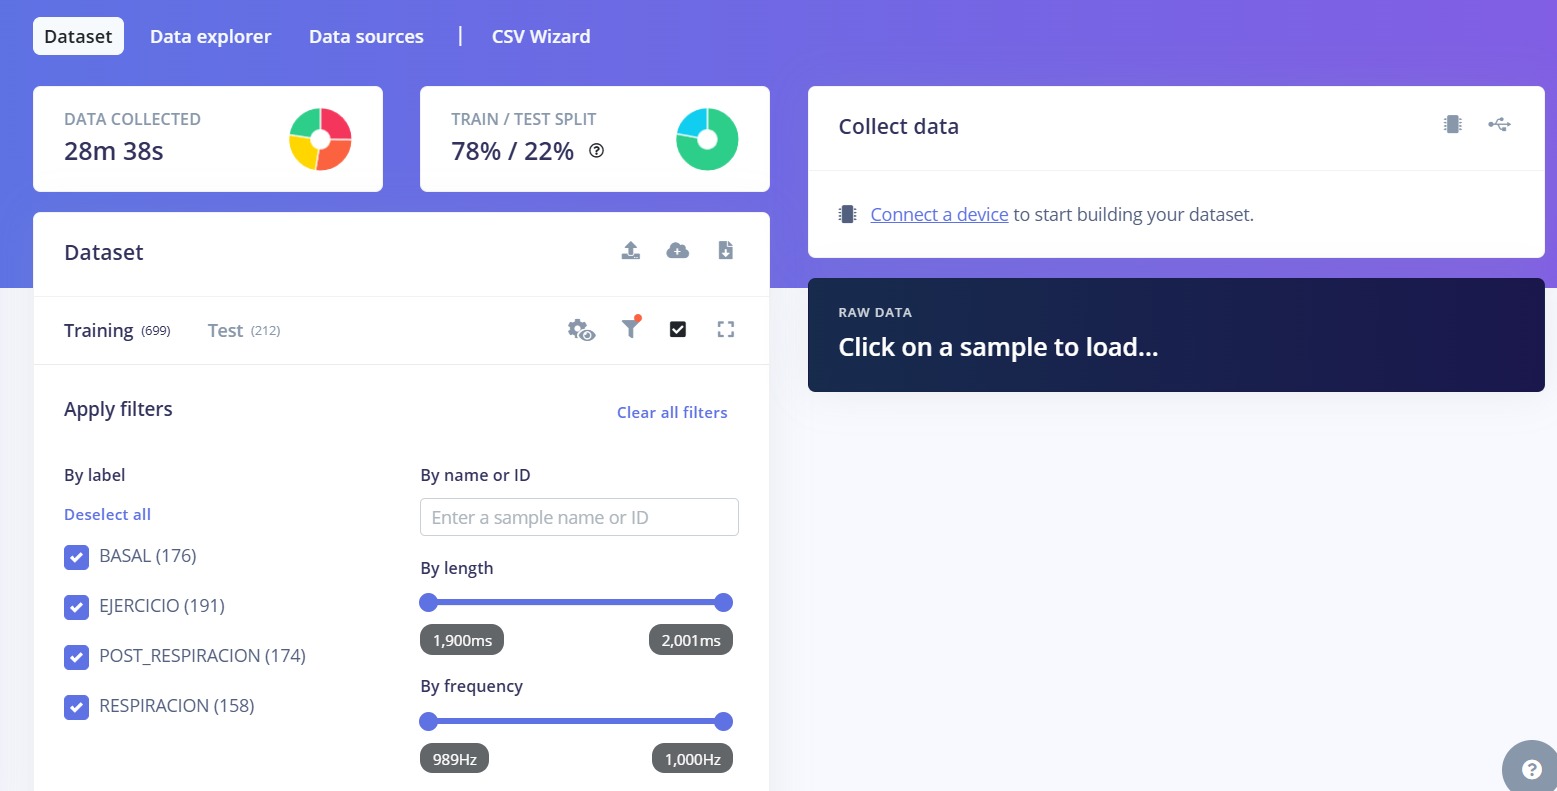 Dataset Data explorer Data sources | CSV Wizard
DATA COLLECTED
28m 38s
TRAIN / TEST SPLIT
78% / 22%
Dataset
Training (699) Test (212)
Apply filters
Clear all filters
By label
Deselect all
BASAL (176)
EJERCICIO (191)
POST_RESPIRACION (174)
RESPIRACION (158)
By name or ID
Enter a sample name or ID
By length
1,900ms 2,001ms
By frequency
989Hz 1,000Hz
Collect data
Connect a device to start building your dataset.
RAW DATA
Click on a sample to load...